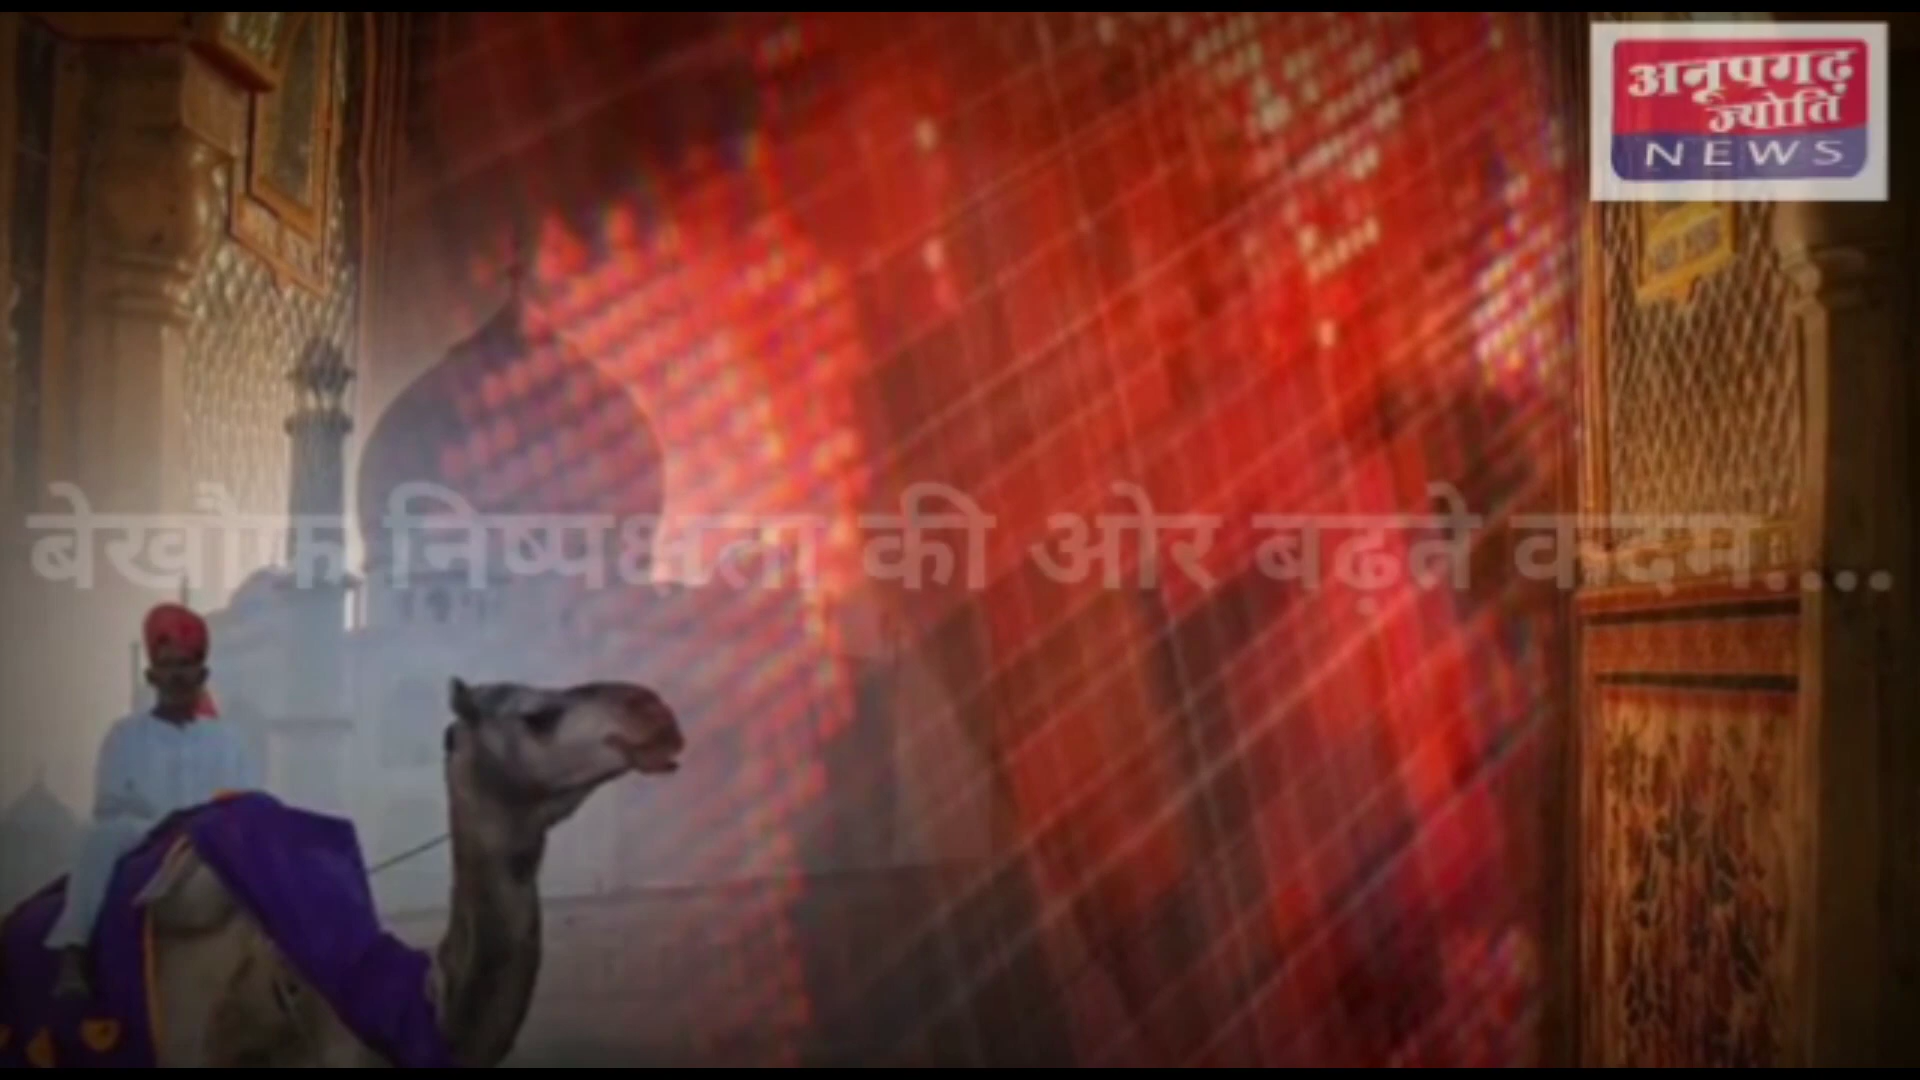 अनूपगढ़
ज्योति
NEWS
बेखौफ निष्पक्षता की ओर बढ़ते कदम....